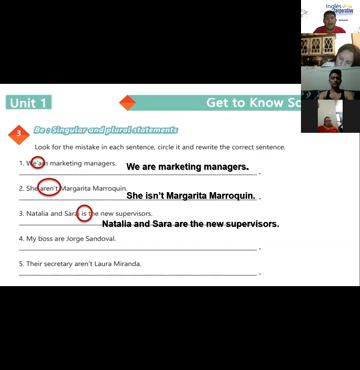 Inglés
corporativo
Unit 1
Get to Know
3
Be : Singular and plural statements
Look for the mistake in each sentence, circle it and rewrite the correct sentence.
1. We'am marketing managers.
We are marketing managers.
2. She aren't Margarita Marroquin.
She isn't Margarita Marroquin.
3. Natalia and Sara is the new supervisors.
Natalia and Sara are the new supervisors.
4. My boss are Jorge Sandoval.
5. Their secretary aren't Laura Miranda.